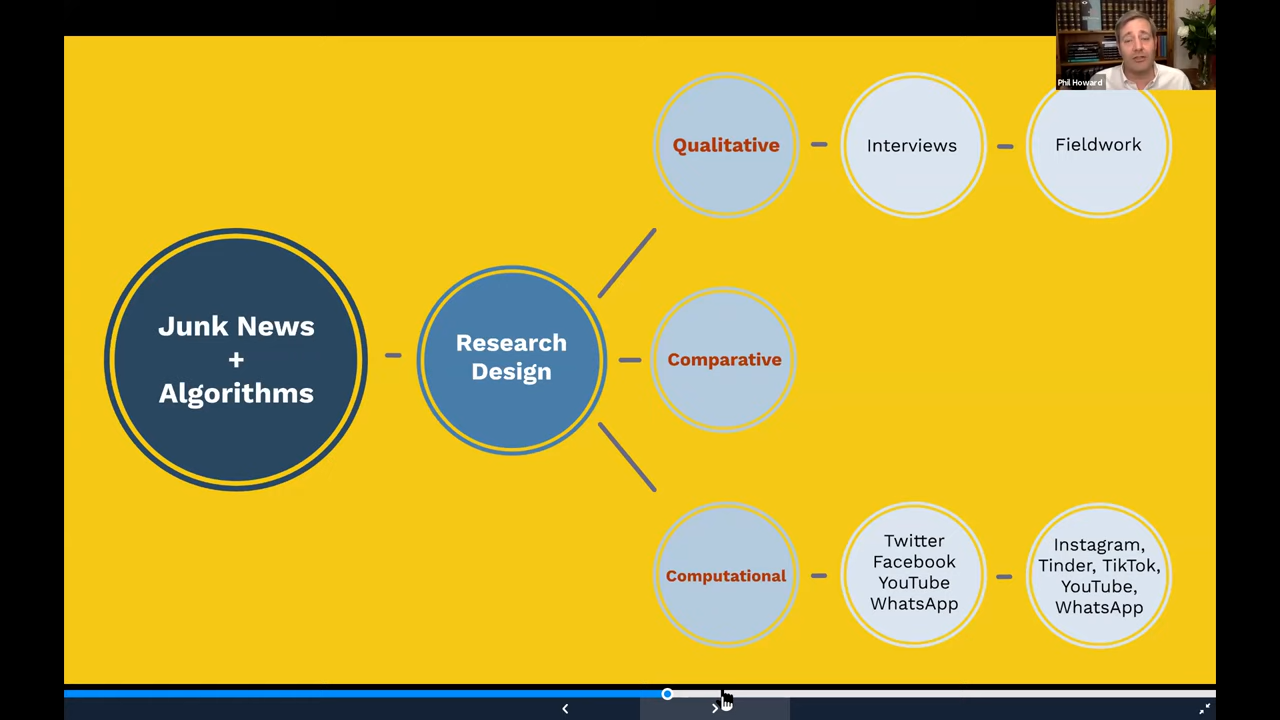 Phil Howard
Qualitative
Interviews
Fieldwork
Junk News
+
Algorithms
Research
Design
Comparative
Computational
Twitter
Facebook
YouTube
WhatsApp
Instagram,
Tinder, TikTok,
YouTube,
WhatsApp